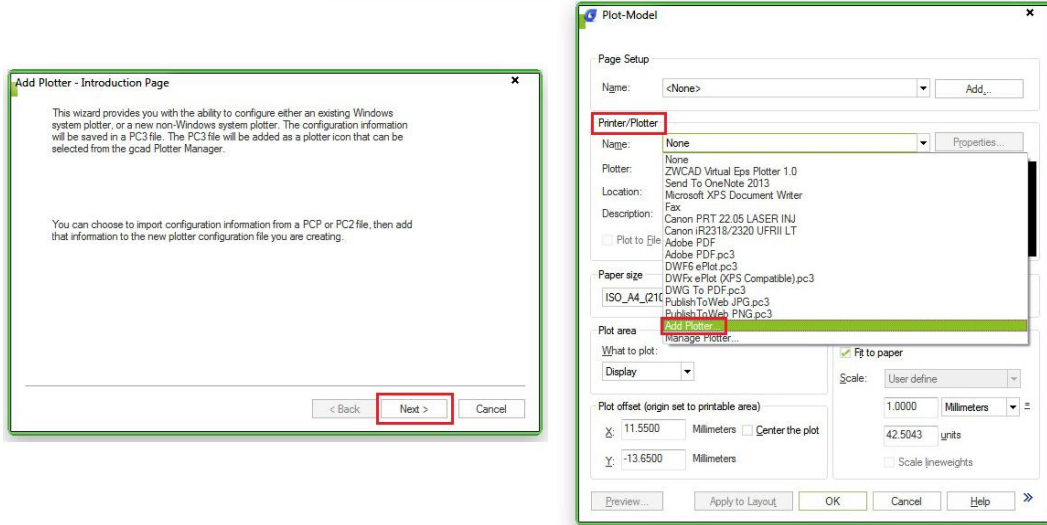 Add Plotter - Introduction Page
This wizard provides you with the ability to configure either an existing Windows
system plotter, or a new non-Windows system plotter. The configuration information
will be saved in a PC3 file. The PC3 file will be added as a plotter icon that can be
selected from the gcad Plotter Manager.
You can choose to import configuration information from a PCP or PC2 file, then add
that information to the new plotter configuration file you are creating.
< Back Next > Cancel
Plot-Model
Page Setup
Name: <None> Add...
Printer/Plotter
Name: None Properties...
None
Plotter: ZWCAD Virtual Eps Plotter 1.0
Send To OneNote 2013
Location: Microsoft XPS Document Writer
Fax
Description: Canon PRT 22.05 LASER INJ
Canon iR2318/2320 UFRII LT
Plot to File Adobe PDF
Adobe PDF.pc3
DWF6 ePlot.pc3
Paper size DWFx ePlot (XPS Compatible).pc3
DWG To PDF.pc3
ISO_A4_(210 PublishToWeb JPG.pc3
PublishToWeb PNG.pc3
Plot area Add Plotter...
Manage Plotter...
What to plot: Fit to paper
Display Scale: User define
Plot offset (origin set to printable area) 1.0000 Millimeters =
X: 11.5500 Millimeters Center the plot 42.5043 units
Y: -13.6500 Millimeters Scale lineweights
Preview... Apply to Layout OK Cancel Help »